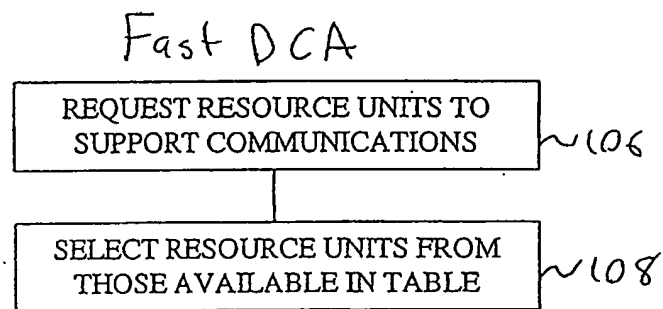 Fast DCA
REQUEST RESOURCE UNITS TO
SUPPORT COMMUNICATIONS
106
SELECT RESOURCE UNITS FROM
THOSE AVAILABLE IN TABLE
108